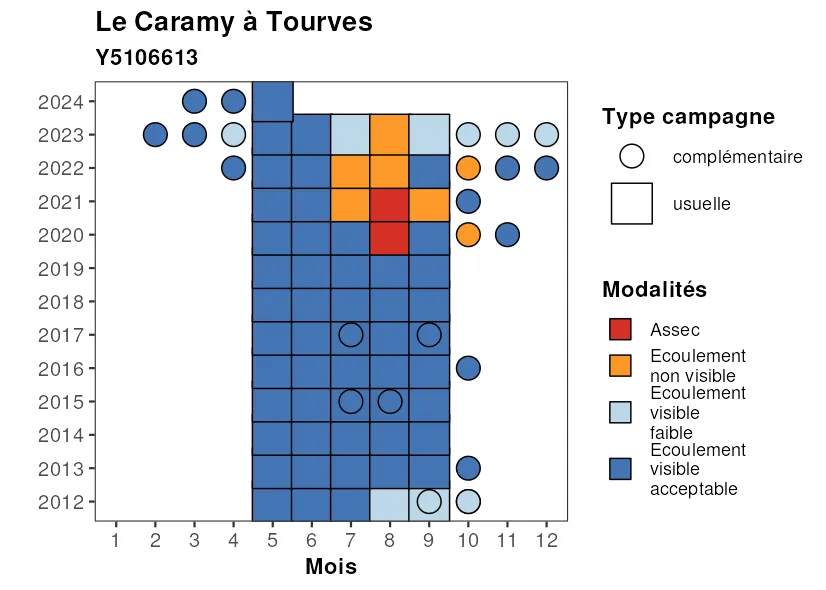 Le Caramy à Tourves
Y5106613
2024
2023
2022
2021
2020
2019
2018
2017
2016
2015
2014
2013
2012
1 2 3 4 5 6 7 8 9 10 11 12
Mois
Type campagne
complémentaire
usuelle
Modalités
Assec
Ecoulement
non visible
Ecoulement
visible
faible
Ecoulement
visible
acceptable